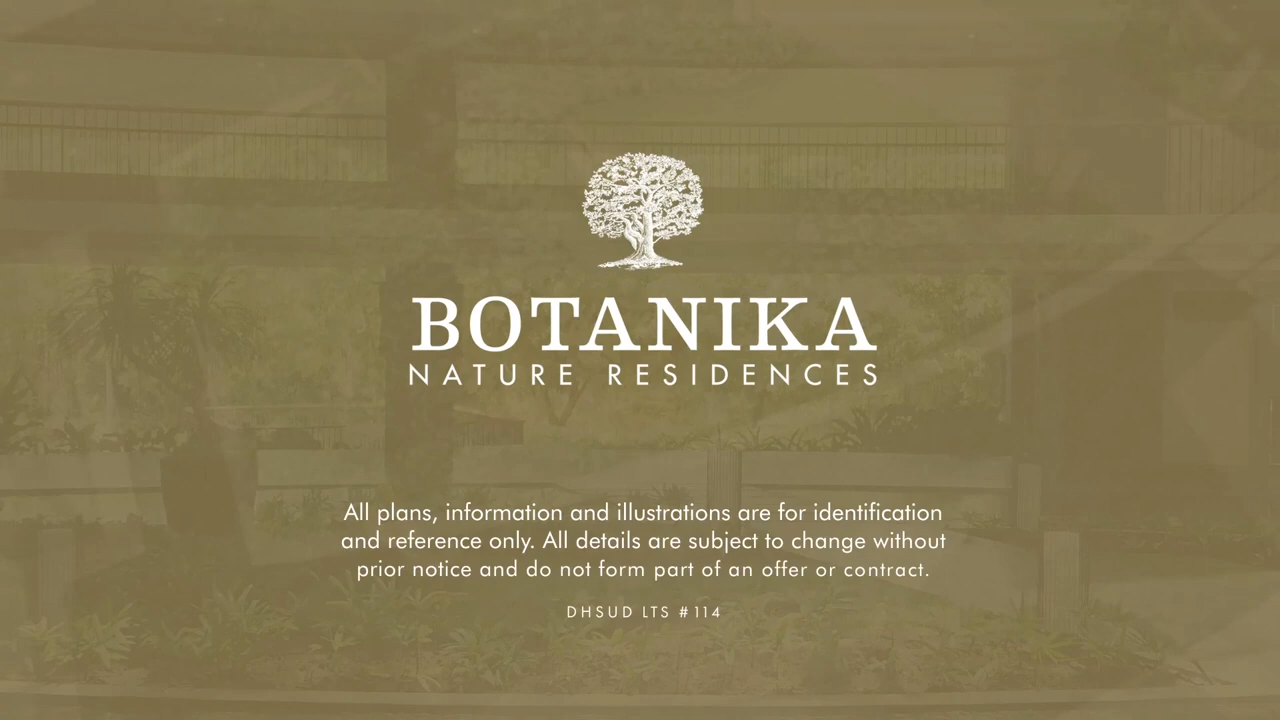 BOTANIKA
NATURE RESIDENCES
All plans, information and illustrations are for identification
and reference only. All details are subject to change without
prior notice and do not form part of an offer or contract.
DHSUD LTS #114